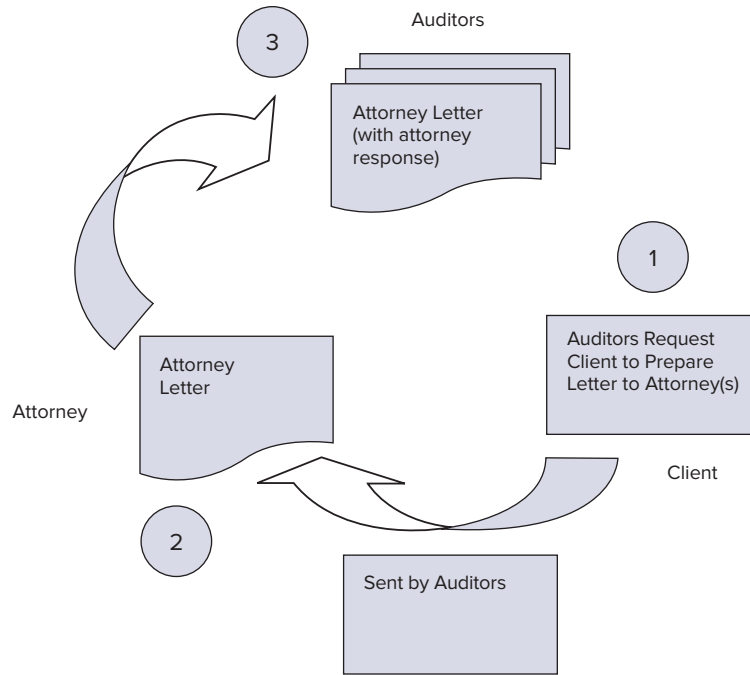 3
Auditors
Attorney Letter
(with attorney
response)
1
Auditors Request
Client to Prepare
Letter to Attorney(s)
Client
Attorney
Letter
Attorney
2
Sent by Auditors